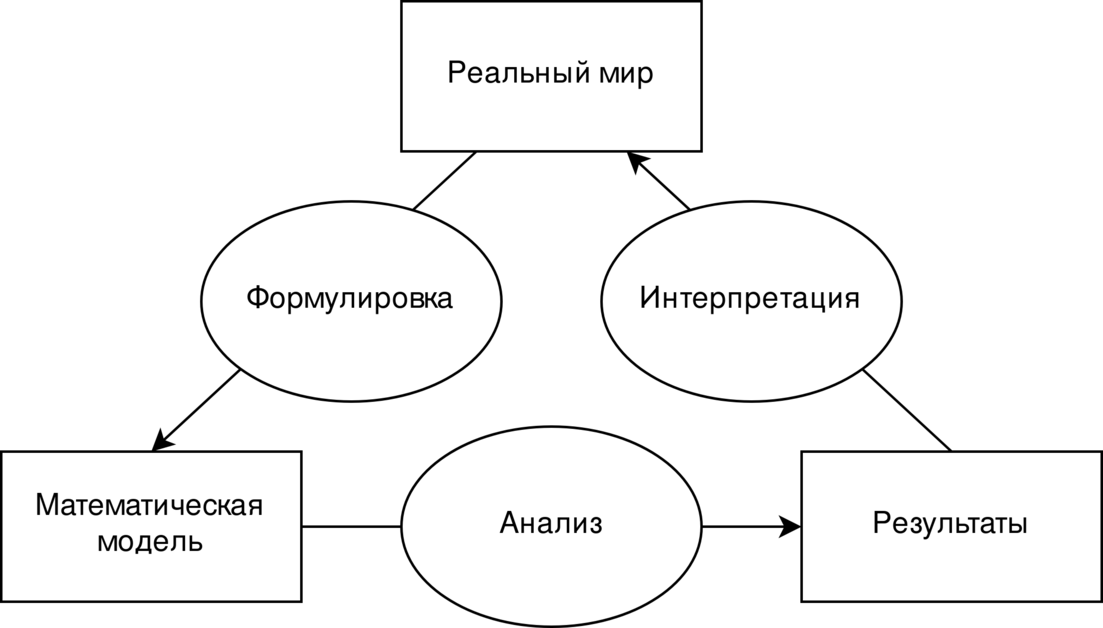 Реальный мир
Формулировка
Интерпретация
Математическая
модель
Анализ
Результаты